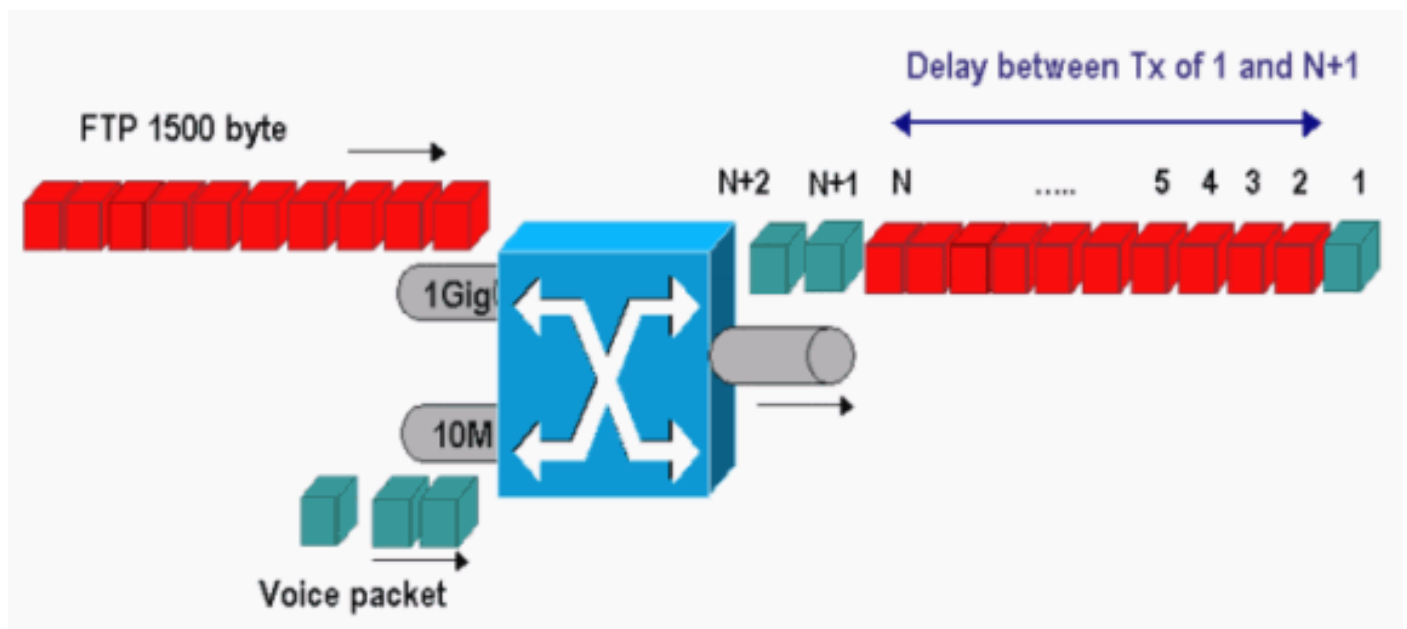 Delay between Tx of 1 and N+1
FTP 1500 byte
N+2 N+1 N ..... 5 4 3 2 1
1Gig
10M
Voice packet